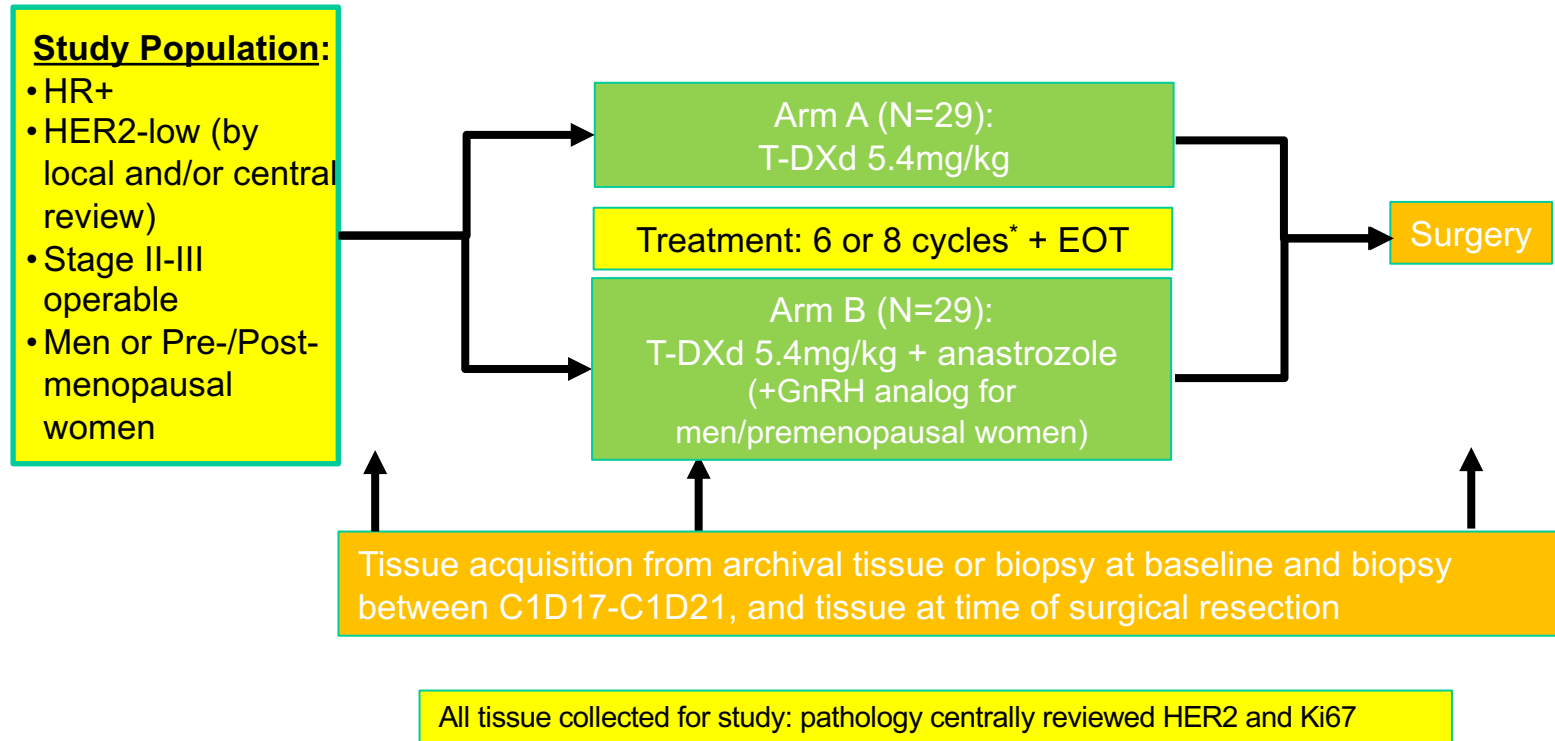 Study Population:
• HR+
• HER2-low (by
local and/or central
review)
• Stage II-III
operable
• Men or Pre-/Post-
menopausal
women
Arm A (N=29):
T-DXd 5.4mg/kg
Treatment: 6 or 8 cycles* + EOT
Arm B (N=29):
T-DXd 5.4mg/kg + anastrozole
(+GnRH analog for
men/premenopausal women)
Surgery
Tissue acquisition from archival tissue or biopsy at baseline and biopsy
between C1D17-C1D21, and tissue at time of surgical resection
All tissue collected for study: pathology centrally reviewed HER2 and Ki67